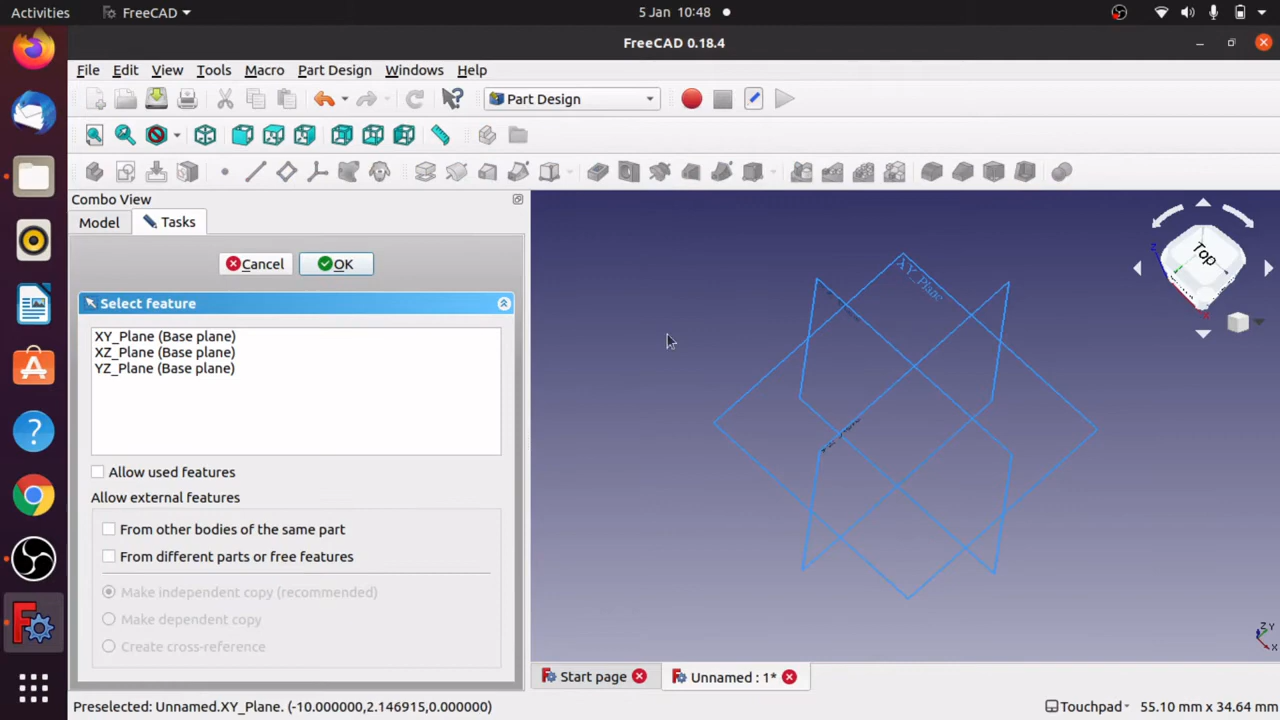 Activities FreeCAD 5 Jan 10:48
FreeCAD 0.18.4
File Edit View Tools Macro Part Design Windows Help
Part Design
Combo View
Model Tasks
Cancel OK
Select feature
XY_Plane (Base plane)
XZ_Plane (Base plane)
YZ_Plane (Base plane)
Allow used features
Allow external features
From other bodies of the same part
From different parts or free features
Make independent copy (recommended)
Make dependent copy
Create cross-reference
XY_Plane
Top
Z
X
Z Y
X
Start page Unnamed : 1*
Preselected: Unnamed.XY_Plane. (-10.000000,2.146915,0.000000) Touchpad 55.10 mm x 34.64 mm